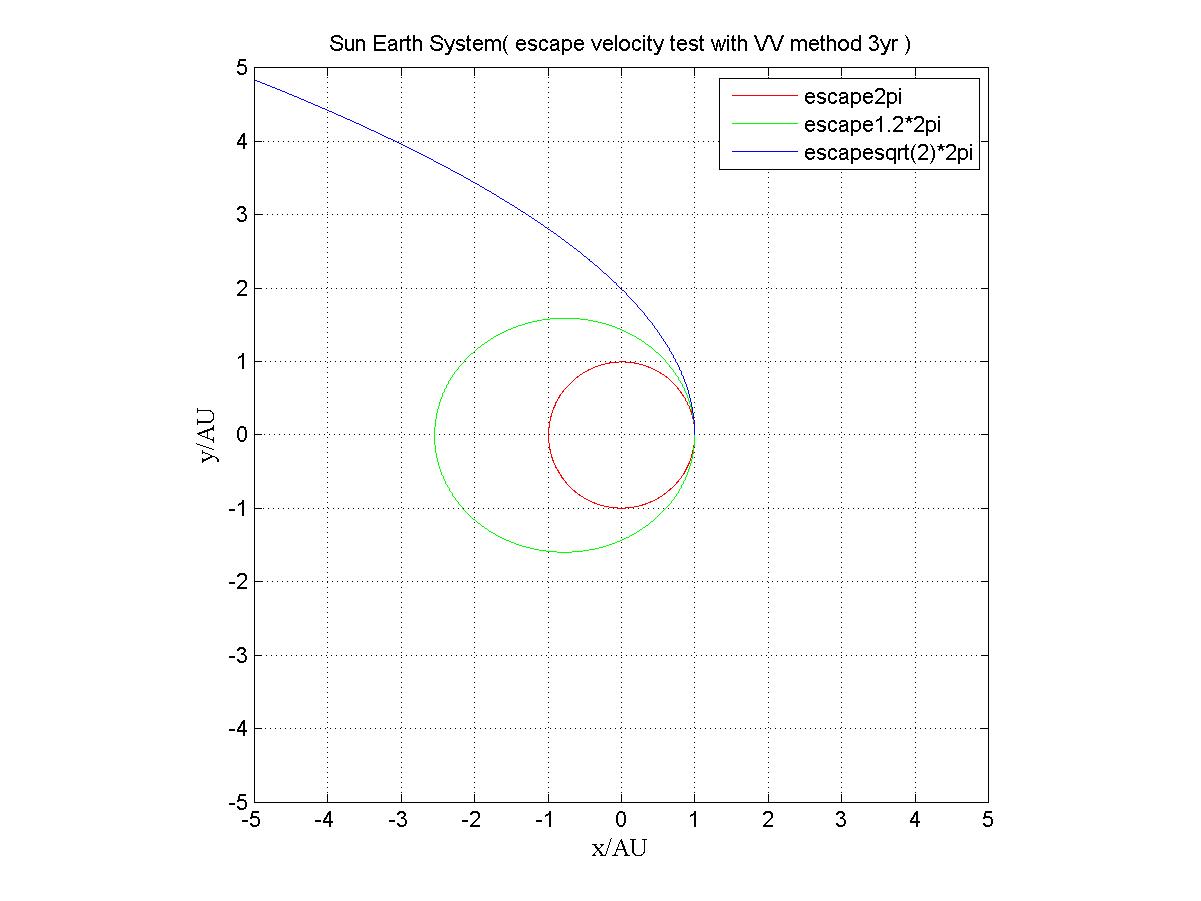 Sun Earth System( escape velocity test with VV method 3yr )
escape2pi
escape1.2*2pi
escapesqrt(2)*2pi
5
4
3
2
1
0
-1
-2
-3
-4
-5
y/AU
-5 -4 -3 -2 -1 0 1 2 3 4 5
x/AU